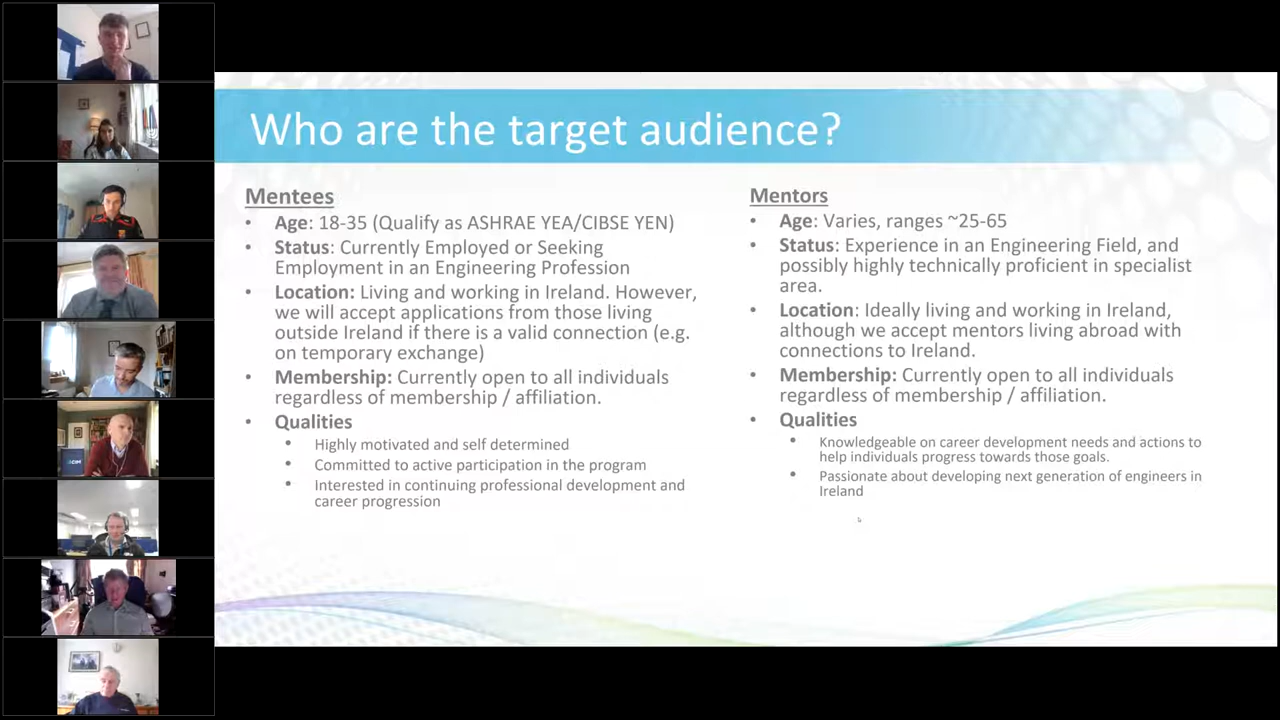 Who are the target audience?
Mentees
• Age: 18-35 (Qualify as ASHRAE YEA/CIBSE YEN)
• Status: Currently Employed or Seeking
Employment in an Engineering Profession
• Location: Living and working in Ireland. However,
we will accept applications from those living
outside Ireland if there is a valid connection (e.g.
on temporary exchange)
• Membership: Currently open to all individuals
regardless of membership / affiliation.
• Qualities
• Highly motivated and self determined
• Committed to active participation in the program
• Interested in continuing professional development and
career progression
Mentors
• Age: Varies, ranges ~25-65
• Status: Experience in an Engineering Field, and
possibly highly technically proficient in specialist
area.
• Location: Ideally living and working in Ireland,
although we accept mentors living abroad with
connections to Ireland.
• Membership: Currently open to all individuals
regardless of membership / affiliation.
• Qualities
• Knowledgeable on career development needs and actions to
help individuals progress towards those goals.
• Passionate about developing next generation of engineers in
Ireland